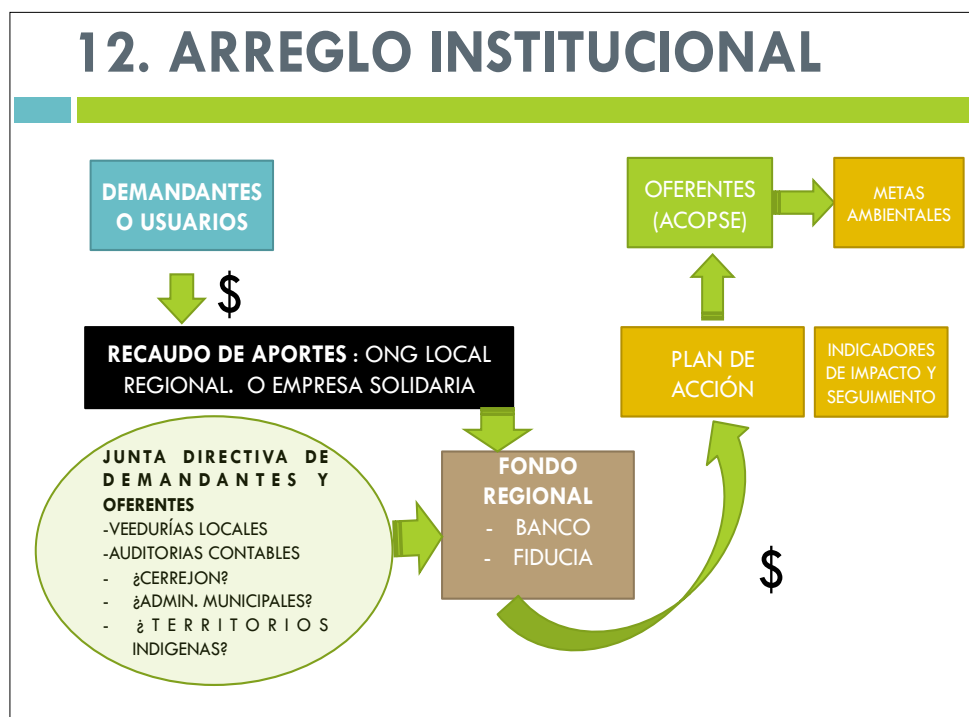 12. ARREGLO INSTITUCIONAL
DEMANDANTES
O USUARIOS
$
RECAUDO DE APORTES : ONG LOCAL
REGIONAL. O EMPRESA SOLIDARIA
JUNTA DIRECTIVA DE
DEMANDANTES Y
OFERENTES
-VEEDURÍAS LOCALES
-AUDITORIAS CONTABLES
- ¿CERREJON?
- ¿ADMIN. MUNICIPALES?
- ¿TERRITORIOS
INDIGENAS?
FONDO
REGIONAL
- BANCO
- FIDUCIA
$
PLAN DE
ACCIÓN
INDICADORES
DE IMPACTO Y
SEGUIMIENTO
OFERENTES
(ACOPSE)
METAS
AMBIENTALES